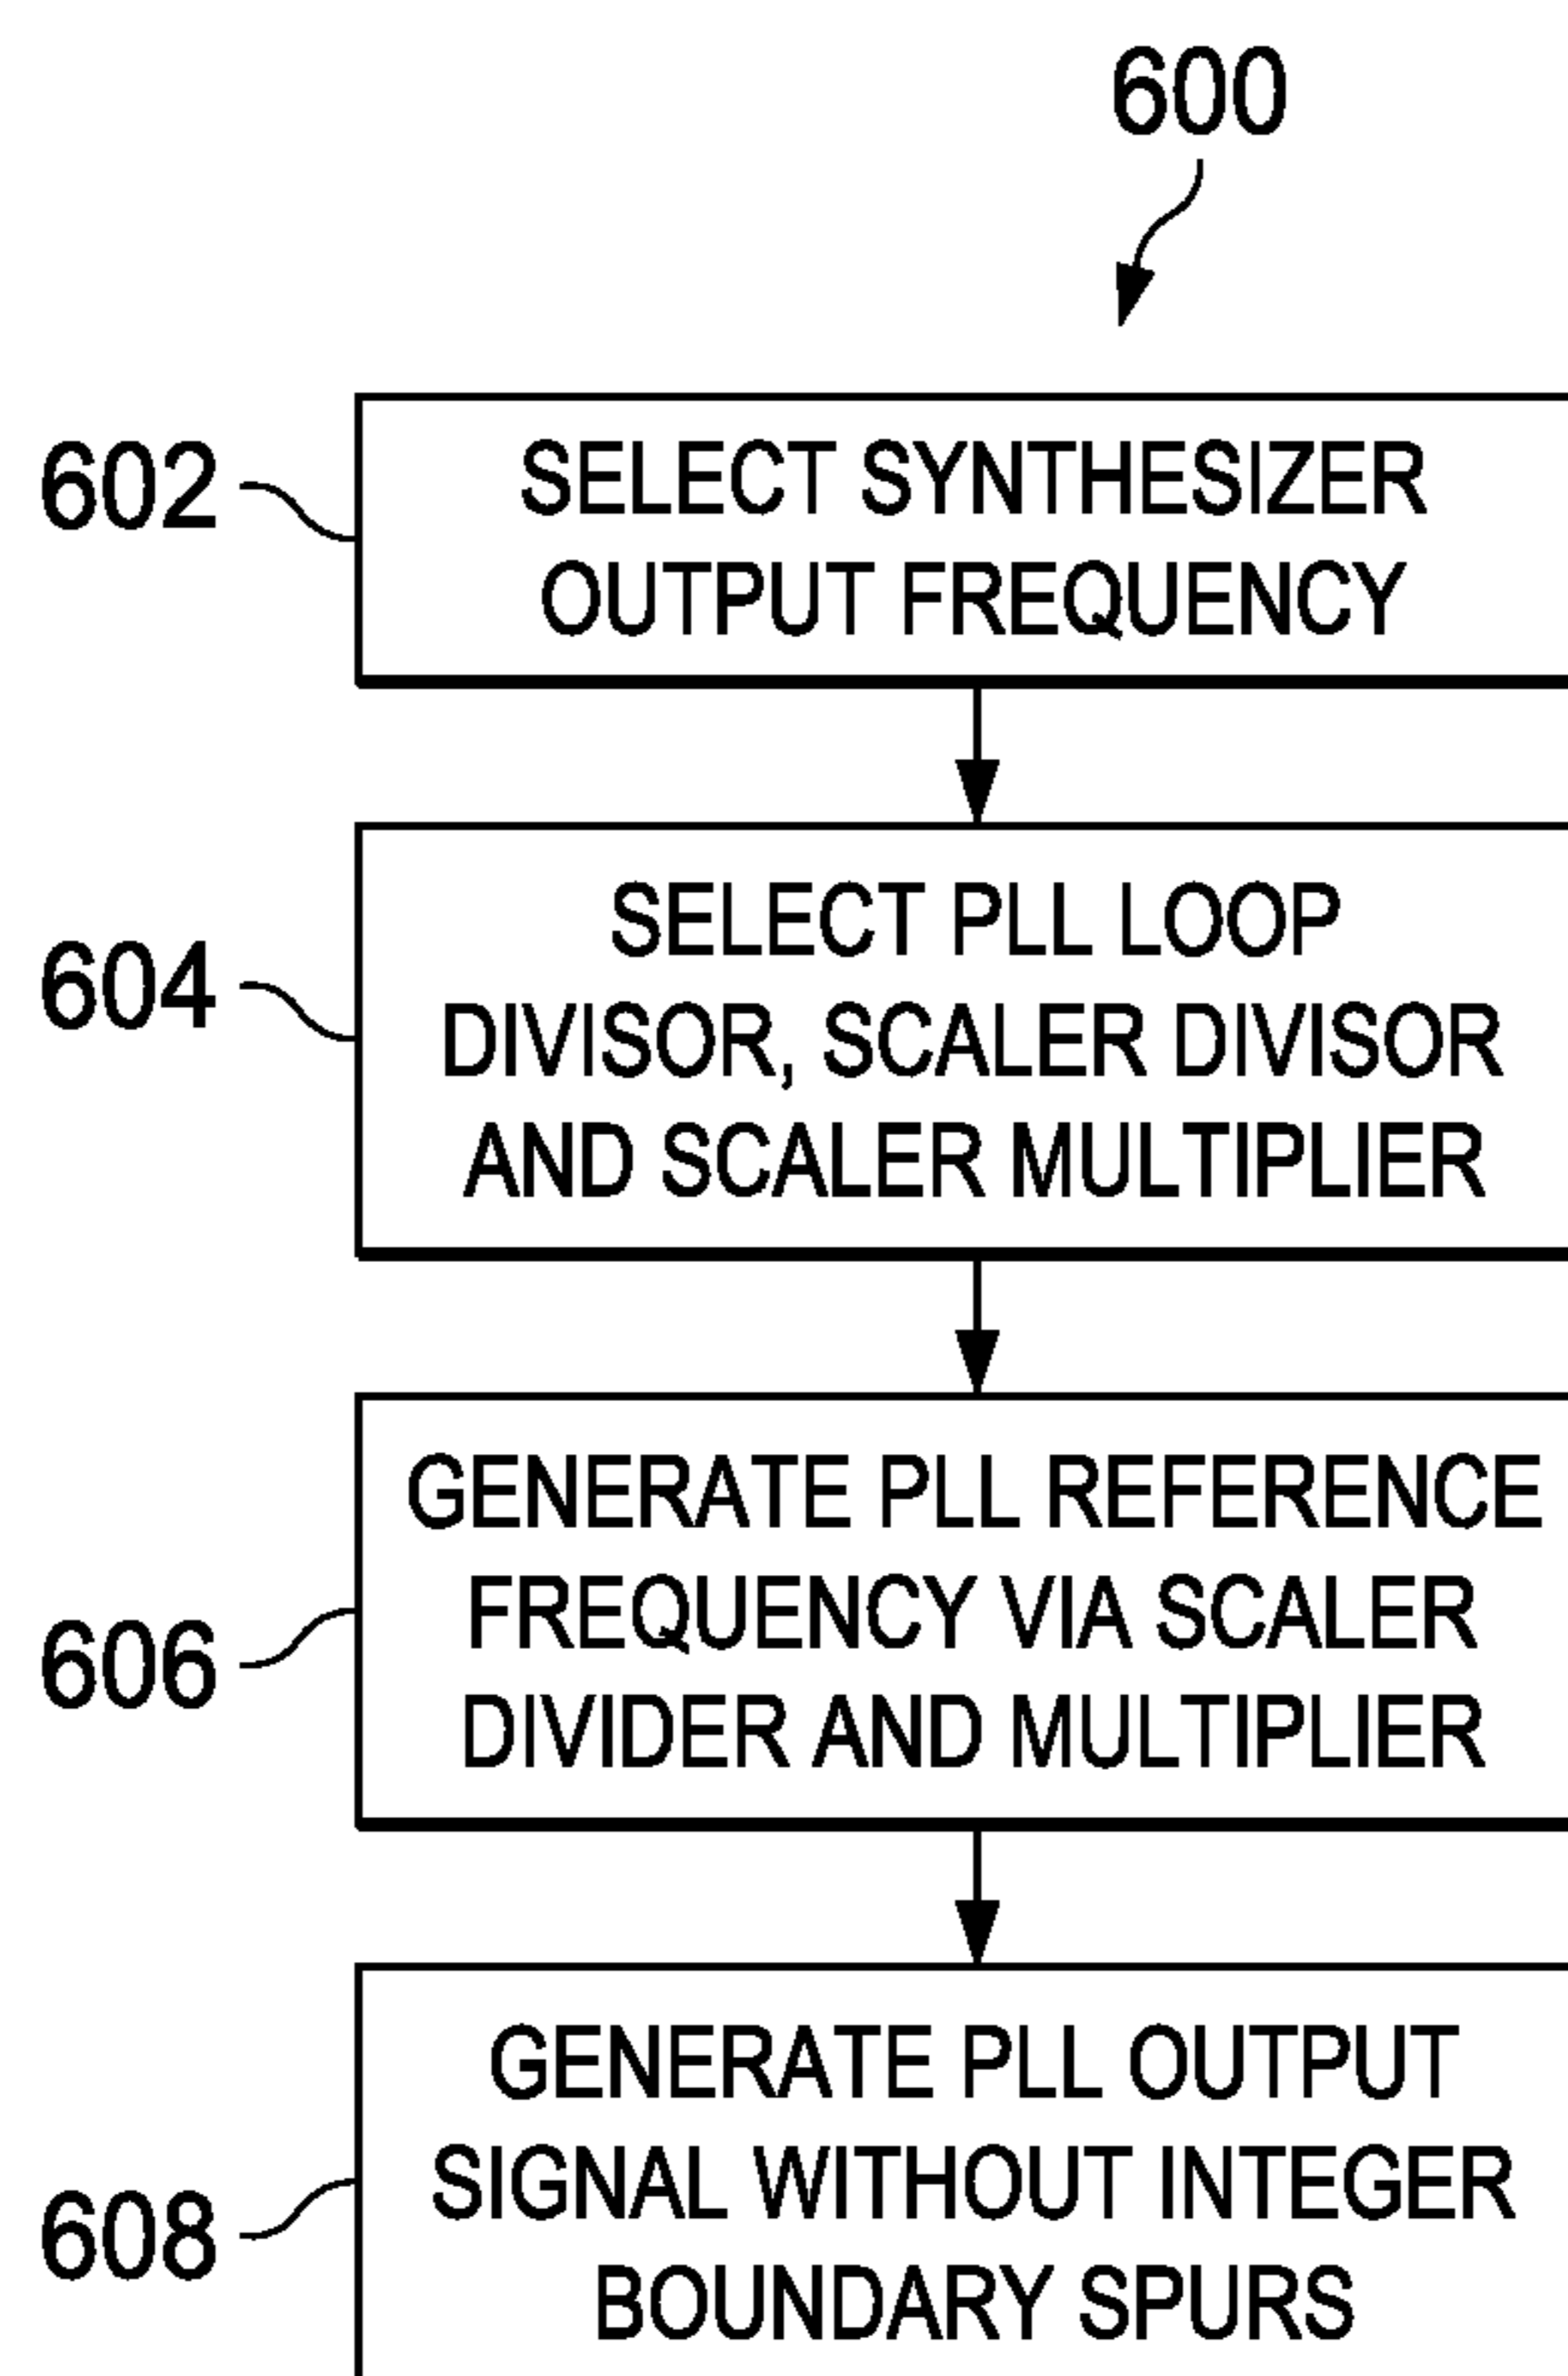 600
602
SELECT SYNTHESIZER
OUTPUT FREQUENCY
604
SELECT PLL LOOP
DIVISOR, SCALER DIVISOR
AND SCALER MULTIPLIER
606
GENERATE PLL REFERENCE
FREQUENCY VIA SCALER
DIVIDER AND MULTIPLIER
608
GENERATE PLL OUTPUT
SIGNAL WITHOUT INTEGER
BOUNDARY SPURS